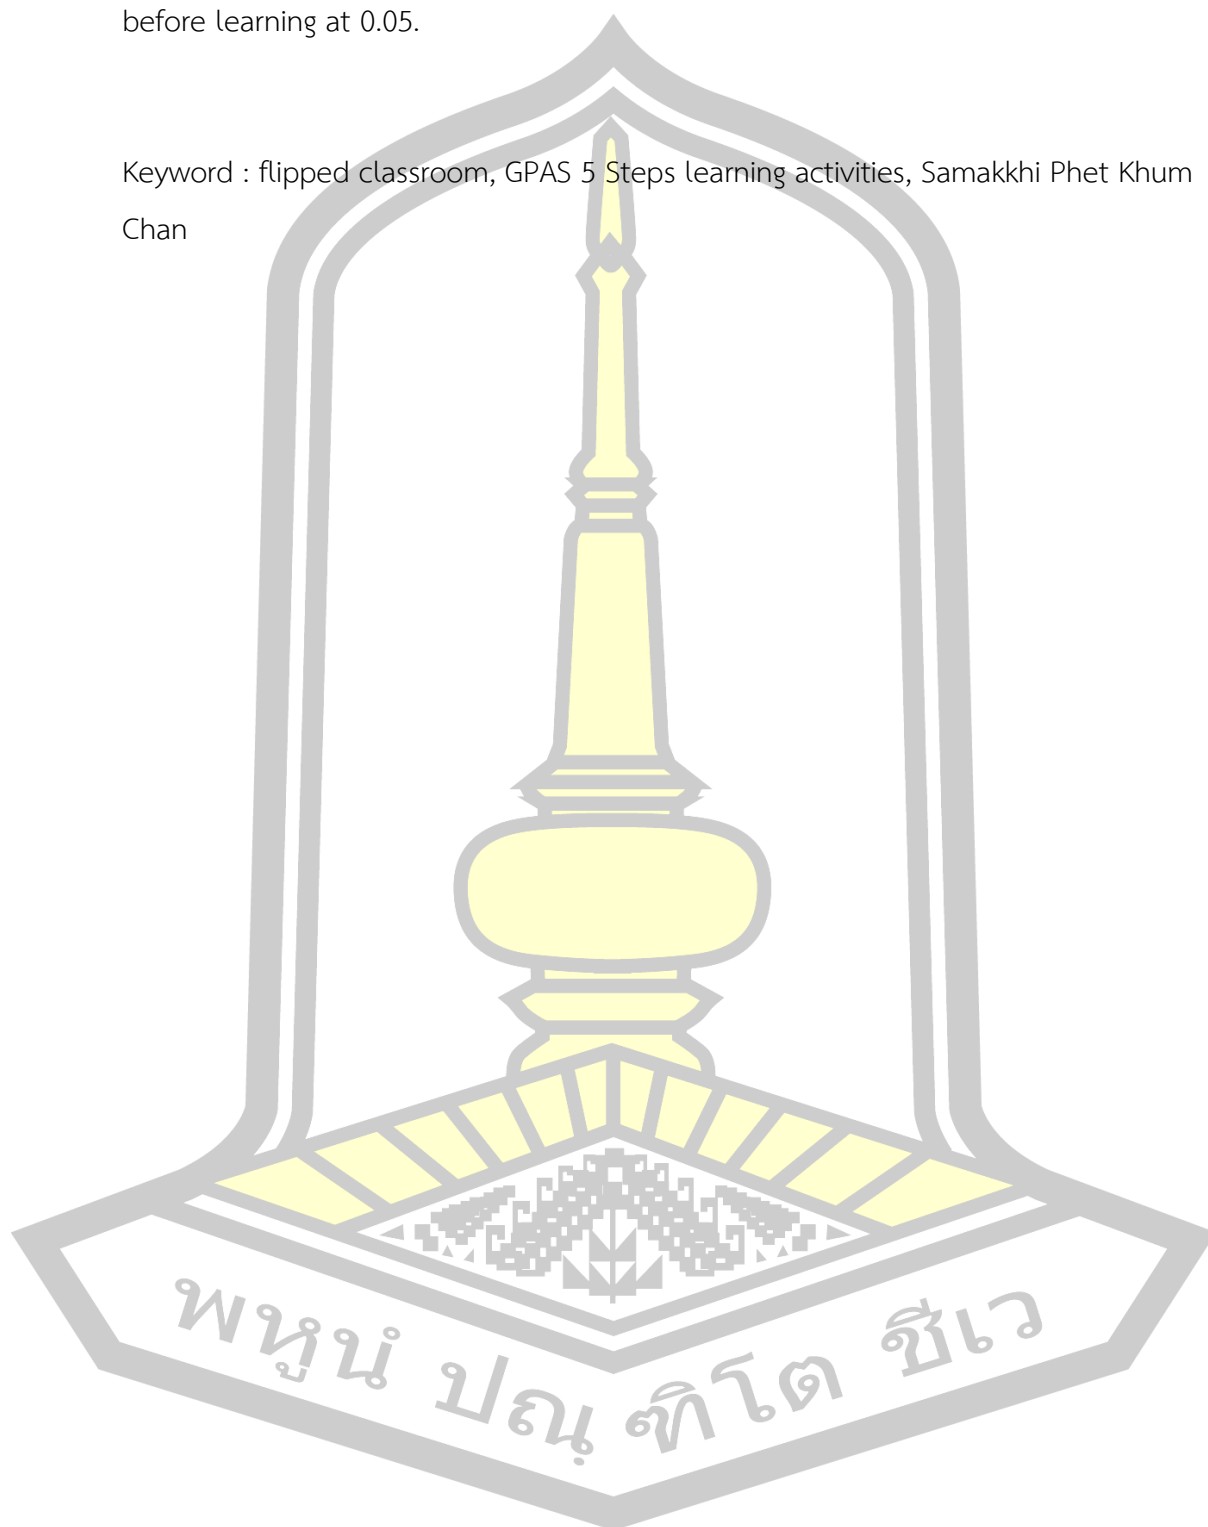 before learning at 0.05.
Keyword : flipped classroom, GPAS 5 Steps learning activities, Samakkhi Phet Khum
Chan
พหูนํ ปณฺฑิโต ชีเว